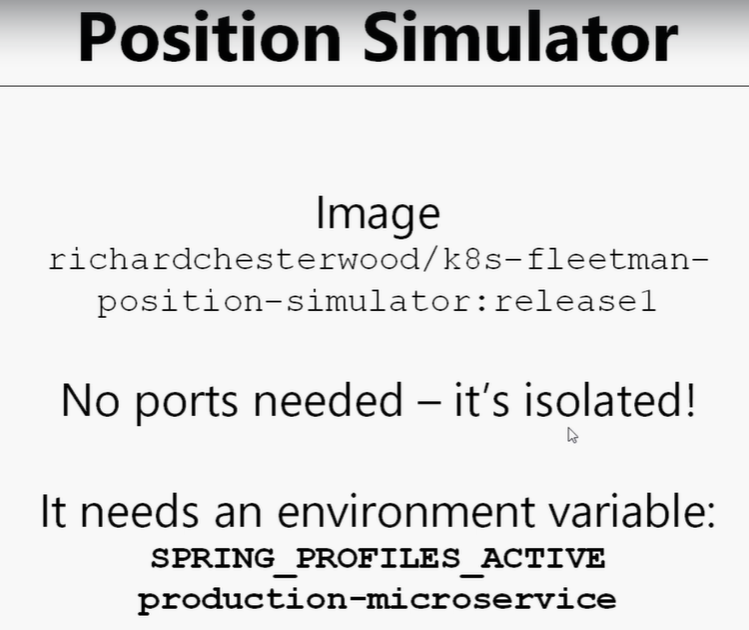 Position Simulator
Image
richardchesterwood/k8s-fleetman-
position-simulator:release1
No ports needed – it’s isolated!
It needs an environment variable:
SPRING_PROFILES_ACTIVE
production-microservice